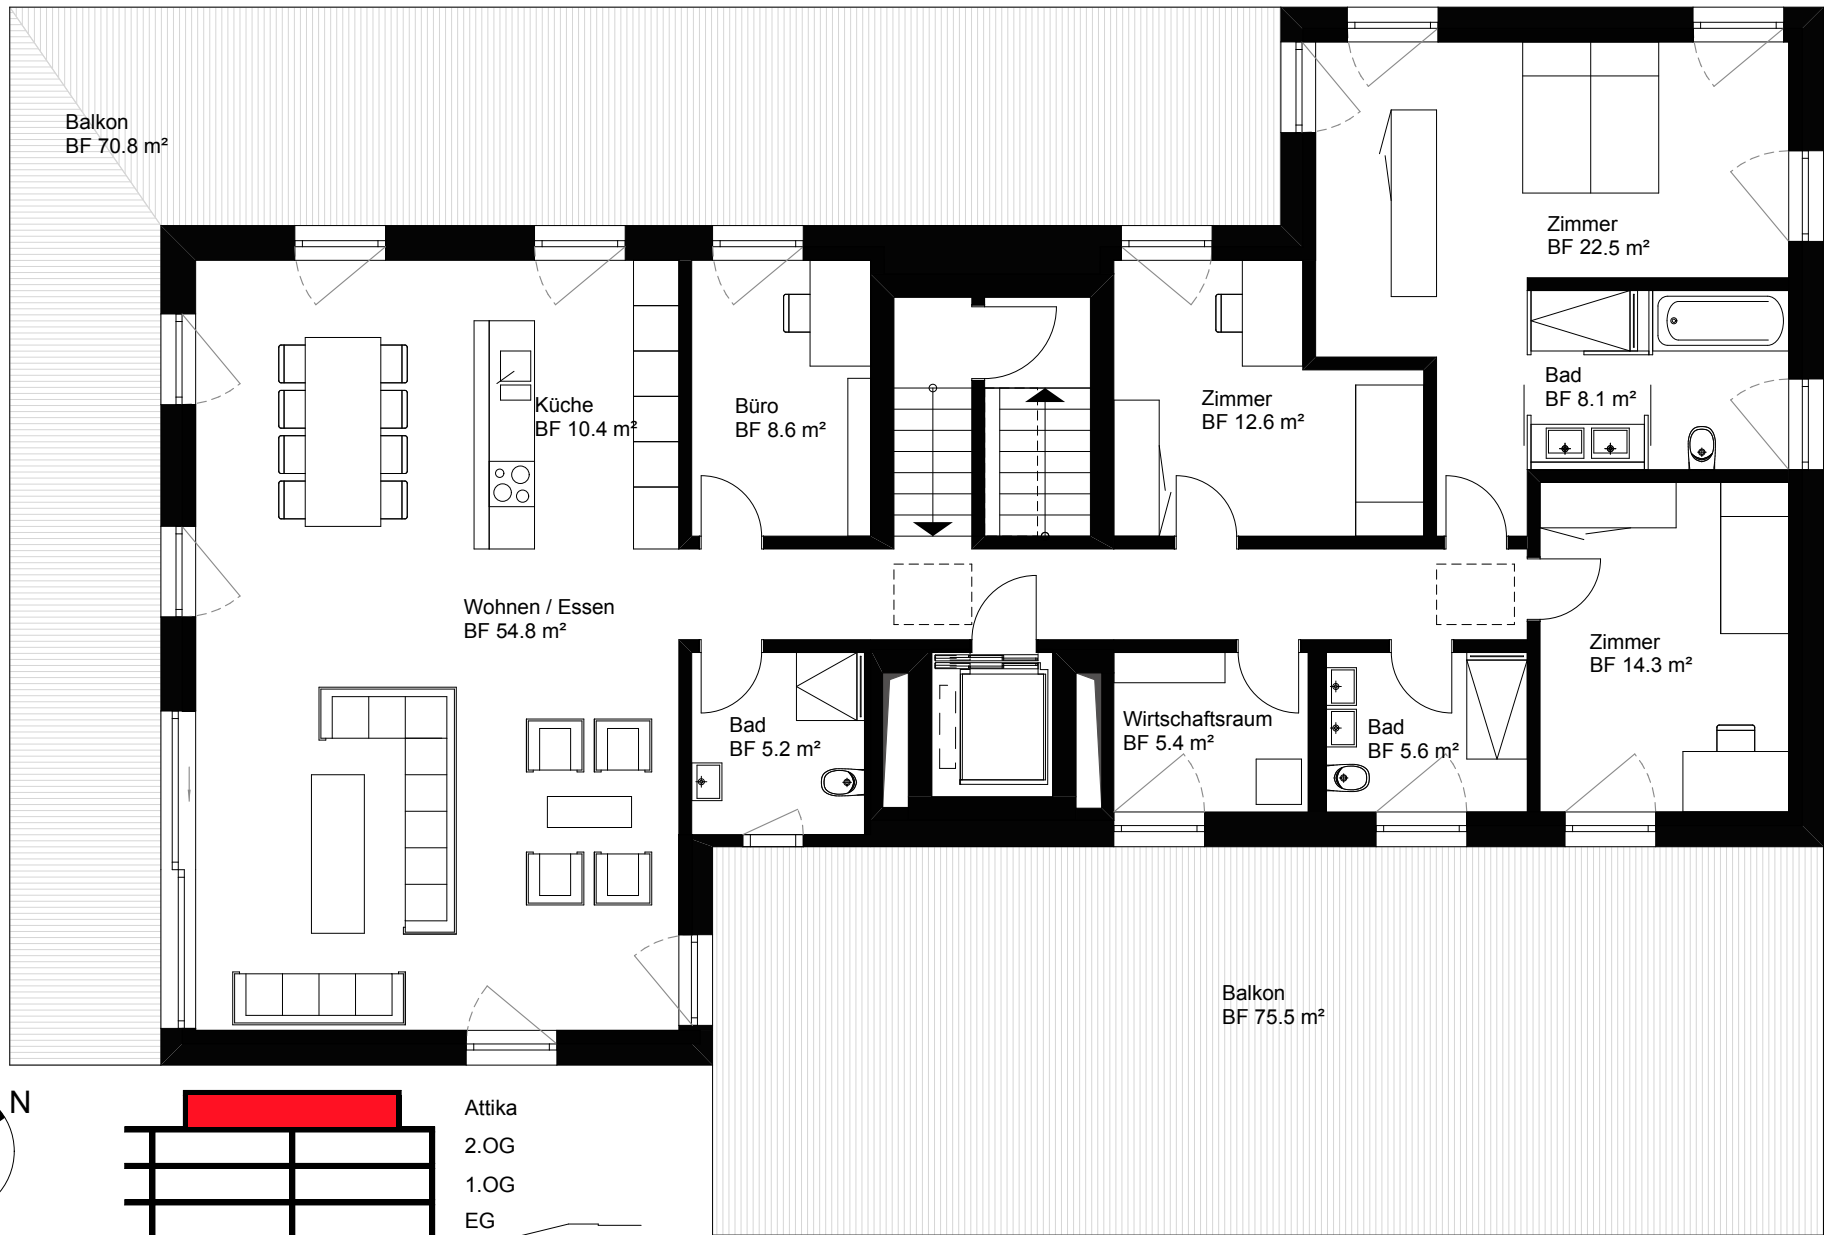 Balkon
BF 70.8 m²
Zimmer
BF 22.5 m²
Küche
BF 10.4 m²
Büro
BF 8.6 m²
Zimmer
BF 12.6 m²
Bad
BF 8.1 m²
Wohnen / Essen
BF 54.8 m²
Zimmer
BF 14.3 m²
Bad
BF 5.2 m²
Wirtschaftsraum
BF 5.4 m²
Bad
BF 5.6 m²
Balkon
BF 75.5 m²
N
Attika
2.OG
1.OG
EG